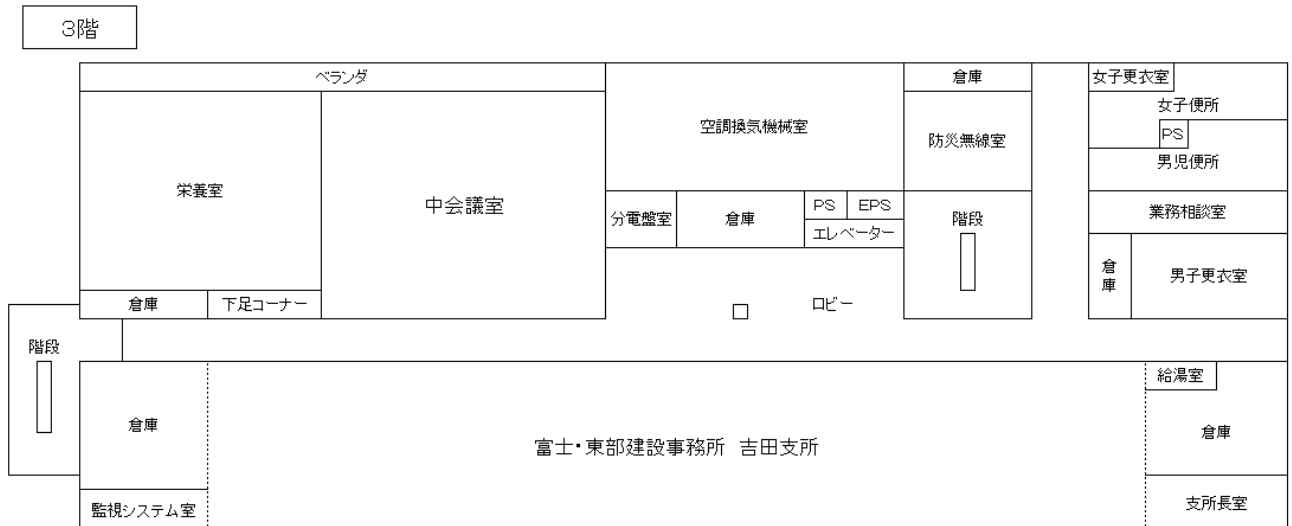 3階
ベランダ
倉庫
女子更衣室
女子便所
空調換気機械室
防災無線室
PS
男児便所
栄養室
中会議室
PS
EPS
分電盤室
倉庫
階段
業務相談室
エレベーター
倉庫
男子更衣室
倉庫
下足コーナー
ロビー
階段
給湯室
倉庫
倉庫
富士・東部建設事務所 吉田支所
監視システム室
支所長室